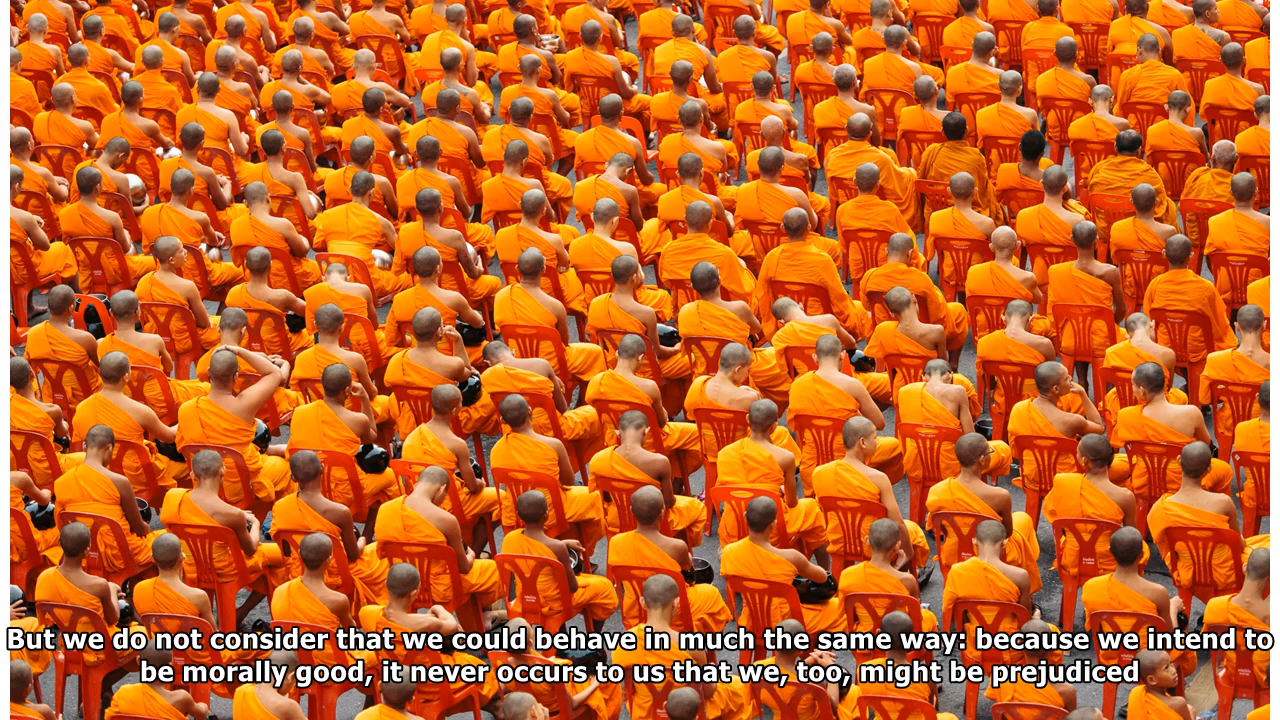 But we do not consider that we could behave in much the same way: because we intend to
be morally good, it never occurs to us that we, too, might be prejudiced